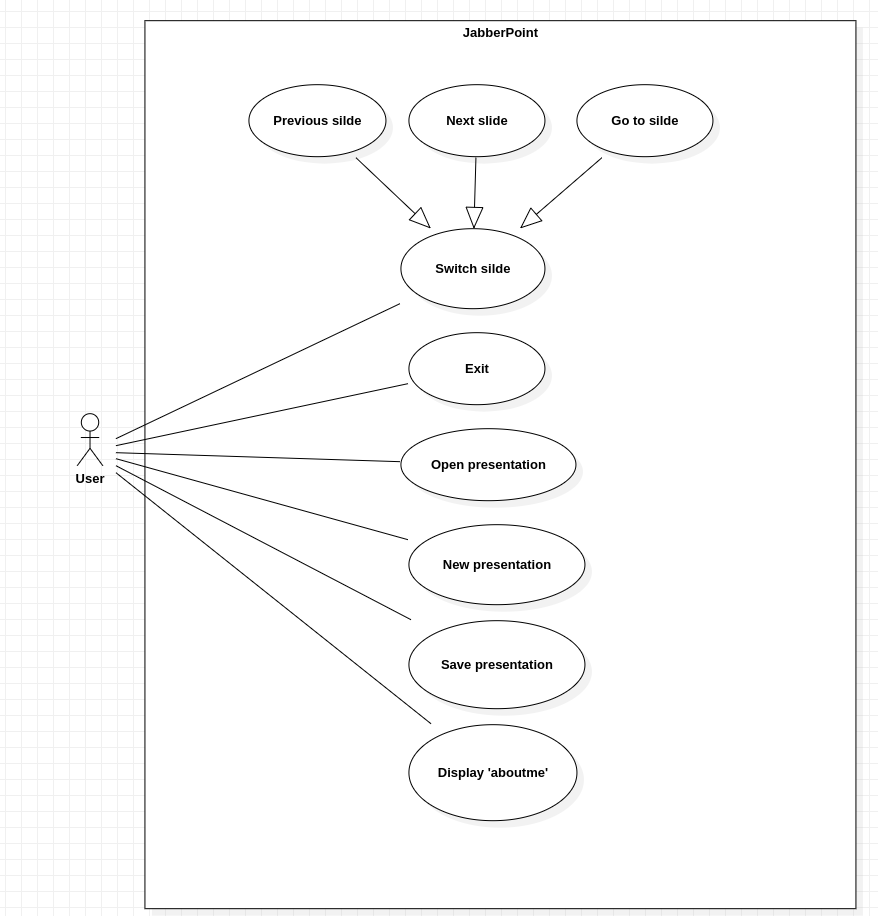 JabberPoint
Previous silde
Next slide
Go to silde
Switch silde
Exit
Open presentation
User
New presentation
Save presentation
Display 'aboutme'